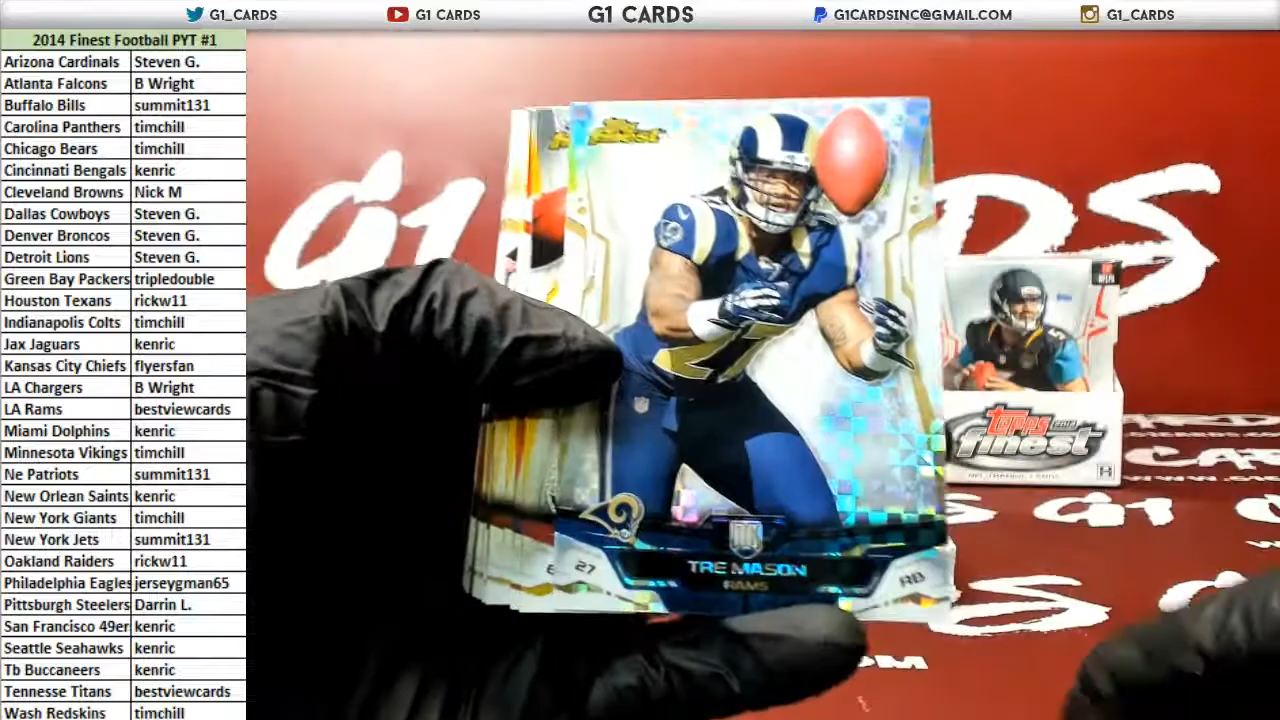 G1_CARDS
G1 CARDS
G1 CARDS
G1CARDSINC@GMAIL.COM
G1_CARDS
2014 Finest Football PYT #1
Arizona Cardinals Steven G.
Atlanta Falcons B Wright
Buffalo Bills summit131
Carolina Panthers timchill
Chicago Bears timchill
Cincinnati Bengals kenric
Cleveland Browns Nick M
Dallas Cowboys Steven G.
Denver Broncos Steven G.
Detroit Lions Steven G.
Green Bay Packers tripledouble
Houston Texans rickw11
Indianapolis Colts timchill
Jax Jaguars kenric
Kansas City Chiefs flyersfan
LA Chargers B Wright
LA Rams bestviewcards
Miami Dolphins kenric
Minnesota Vikings timchill
Ne Patriots summit131
New Orlean Saints kenric
New York Giants timchill
New York Jets summit131
Oakland Raiders rickw11
Philadelphia Eagles jerseygman65
Pittsburgh Steelers Darrin L.
San Francisco 49er kenric
Seattle Seahawks kenric
Tb Buccaneers kenric
Tennesse Titans bestviewcards
Wash Redskins timchill
G1
RDS
Topps
finest
27
TRE MASON
RAMS
RB
Topps
finest
G1